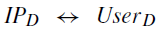 IP_D ↔ User_D